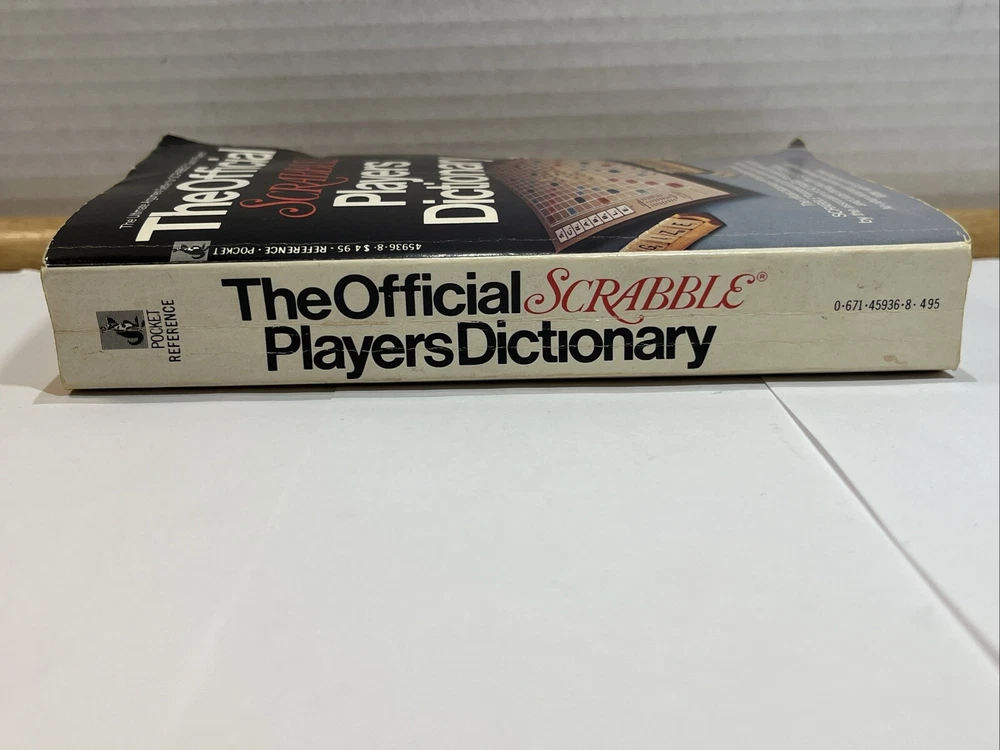 The Official
SCRABBLE
Players
Dictionary
45936-8 · $4.95 · REFERENCE · POCKET
SCRABBLE
POCKET
REFERENCE
The Official SCRABBLE®
Players Dictionary
0·671·45936·8· 495